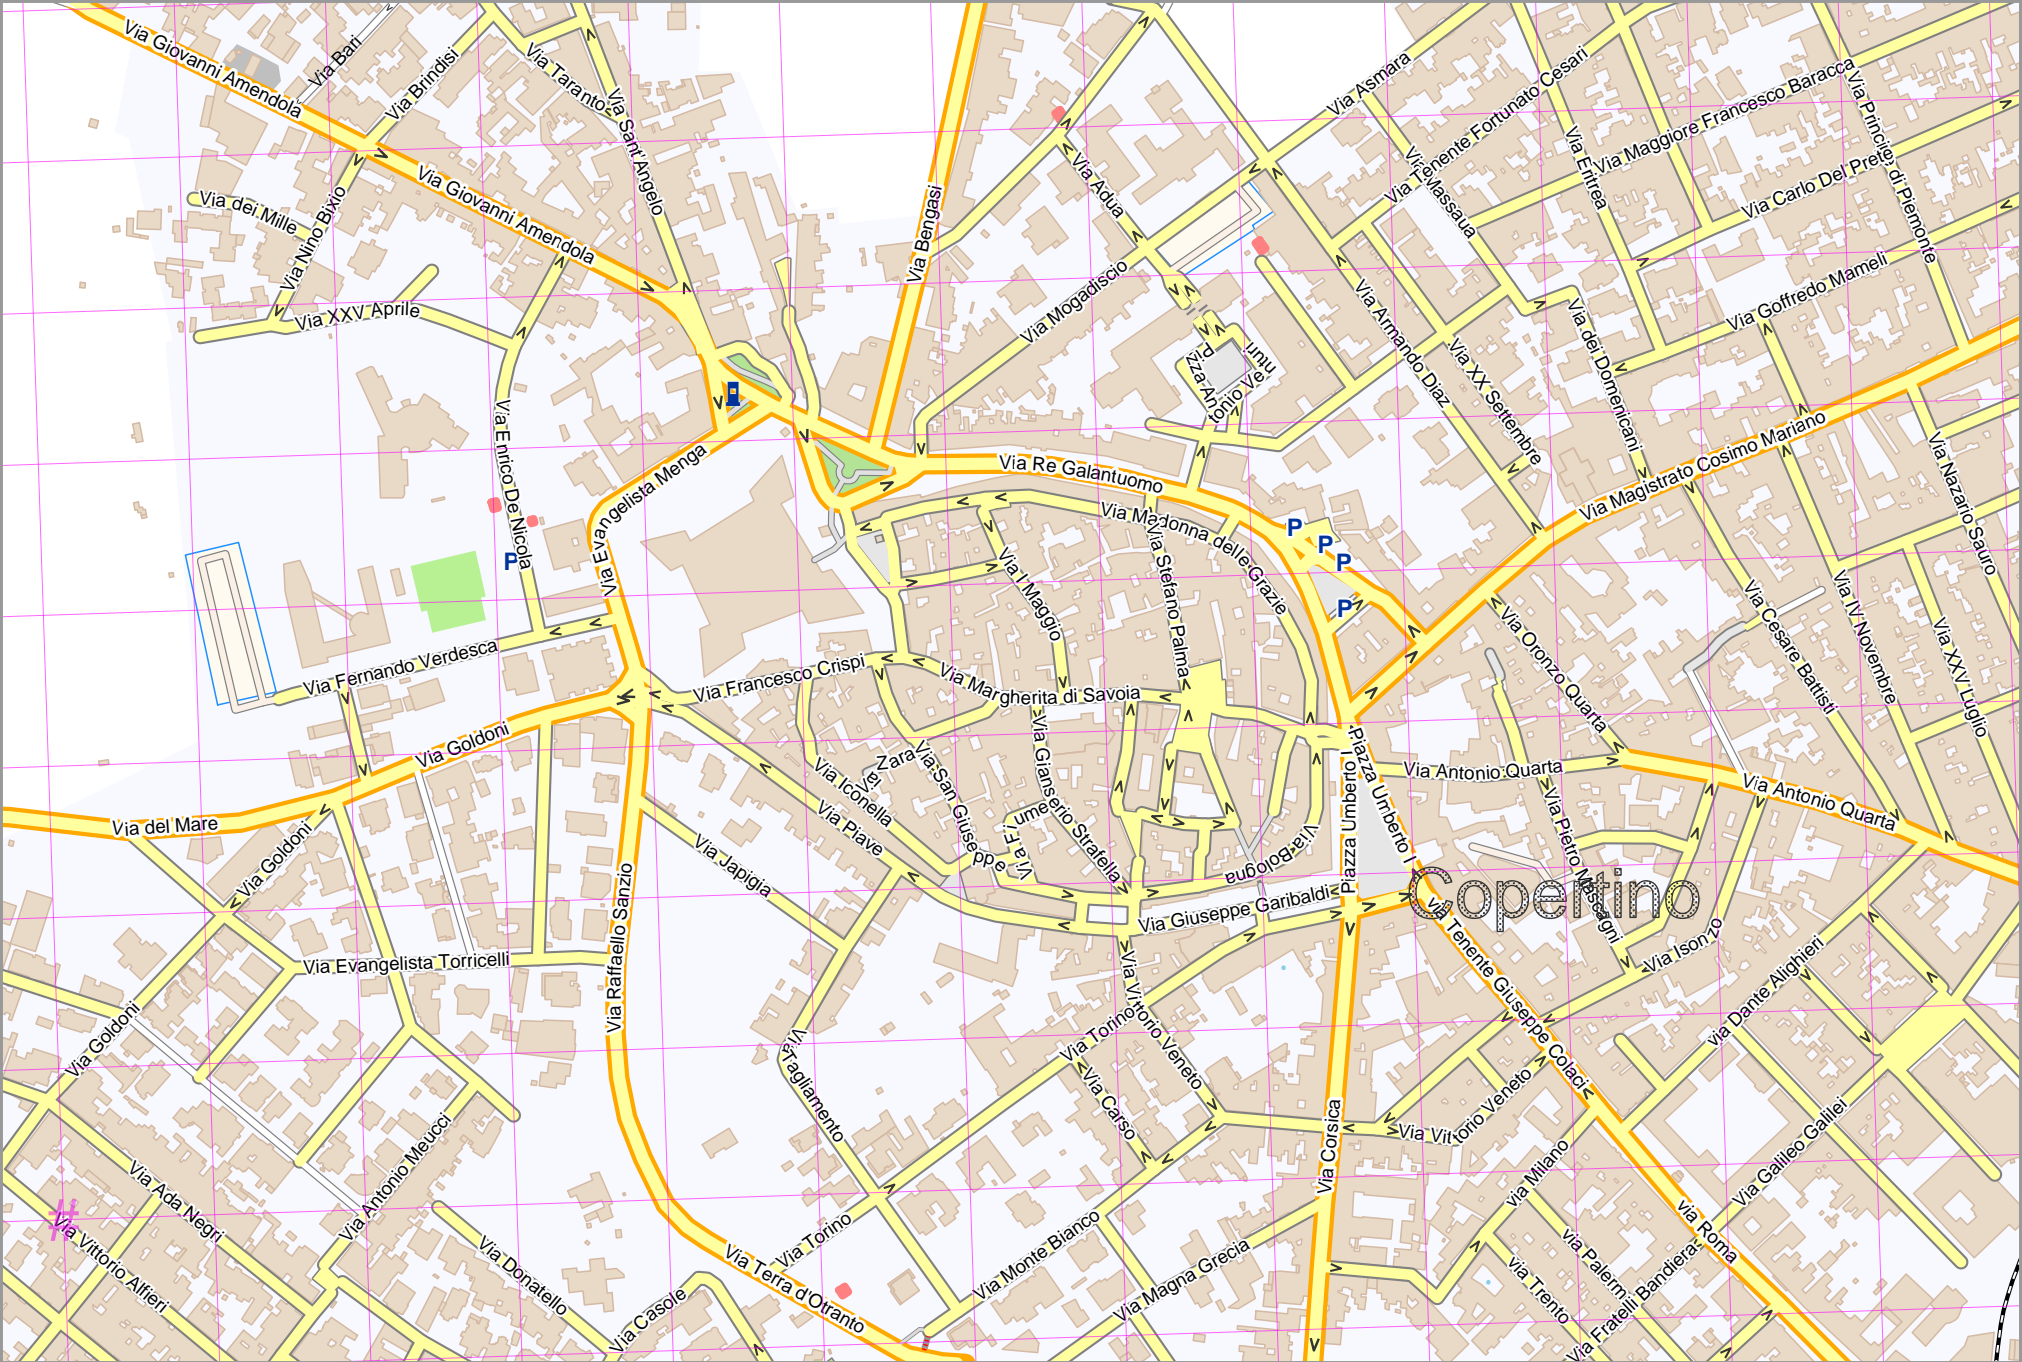 Via Giovanni Amendola
Via Bari
Via Brindisi
Via Taranto
Via Sant'Angelo
Via Asmara
Via Tenente Fortunato Cesari
Via Maggiore Francesco Baracca
Via Principe di Piemonte
Via Eritrea
Via Massaua
Via Carlo Del Prete
Via Adua
Via Bengasi
Via Giovanni Amendola
Via dei Mille
Via Nino Bixio
Via XXV Aprile
Via Mogadiscio
Via Armando Diaz
Via XX Settembre
Via dei Domenicani
Via Goffredo Mameli
Piazza Antonio Venturi
Via Enrico De Nicola
Via Evangelista Menga
Via Re Galantuomo
Via Magistrato Cosimo Mariano
Via Nazario Sauro
Via Madonna delle Grazie
Via Stefano Palma
Via I Maggio
P
P
P
P
P
Via Oronzo Quarta
Via Cesare Battisti
Via IV Novembre
Via XXV Luglio
Via Fernando Verdesca
Via Francesco Crispi
Via Margherita di Savoia
Via Goldoni
Via del Mare
Via Goldoni
Via Zara
Via Iconella
Via San Giuseppe
Via Gianserio Strafella
Via Fiume
Via Piave
Via Japigia
Via Bologna
Via Giuseppe Garibaldi
Piazza Umberto I
Piazza Umberto I
Via Antonio Quarta
Via Antonio Quarta
Via Pietro Mascagni
Copertino
Via Isonzo
via Dante Alighieri
via Tenente Giuseppe Colaci
Via Evangelista Torricelli
Via Raffaello Sanzio
Via Goldoni
Via Tagliamento
Via Torino
Via Vittorio Veneto
Via Carso
Via Vittorio Veneto
Via Corsica
via Milano
Via Galileo Galilei
Via Antonio Meucci
Via Ada Negri
#
Via Vittorio Alfieri
Via Donatello
Via Casole
Via Terra d'Otranto
Via Torino
Via Monte Bianco
Via Magna Grecia
via Roma
via Palermo
via Trento
Via Fratelli Bandiera